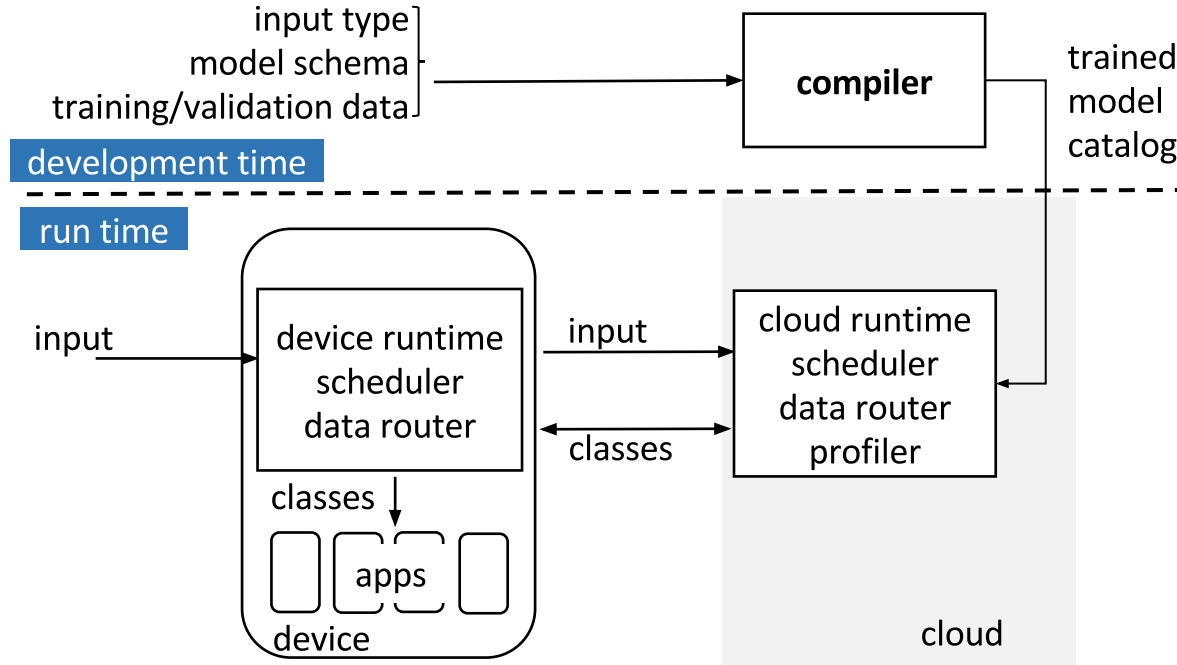 input type
model schema
training/validation data
compiler
trained
model
catalog
development time
run time
input
device runtime
scheduler
data router
input
classes
cloud runtime
scheduler
data router
profiler
classes
apps
device
cloud